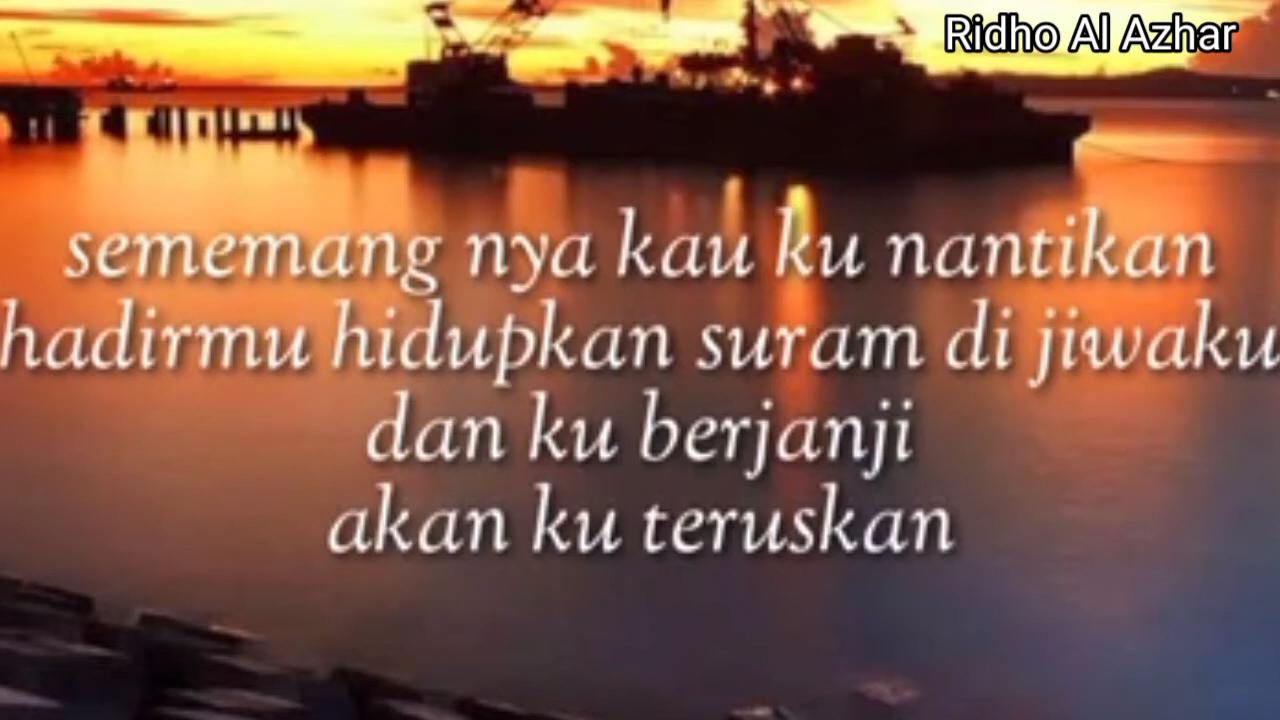 Ridho Al Azhar
sememang nya kau ku nantikan
hadirmu hidupkan suram di jiwaku
dan ku berjanji
akan ku teruskan